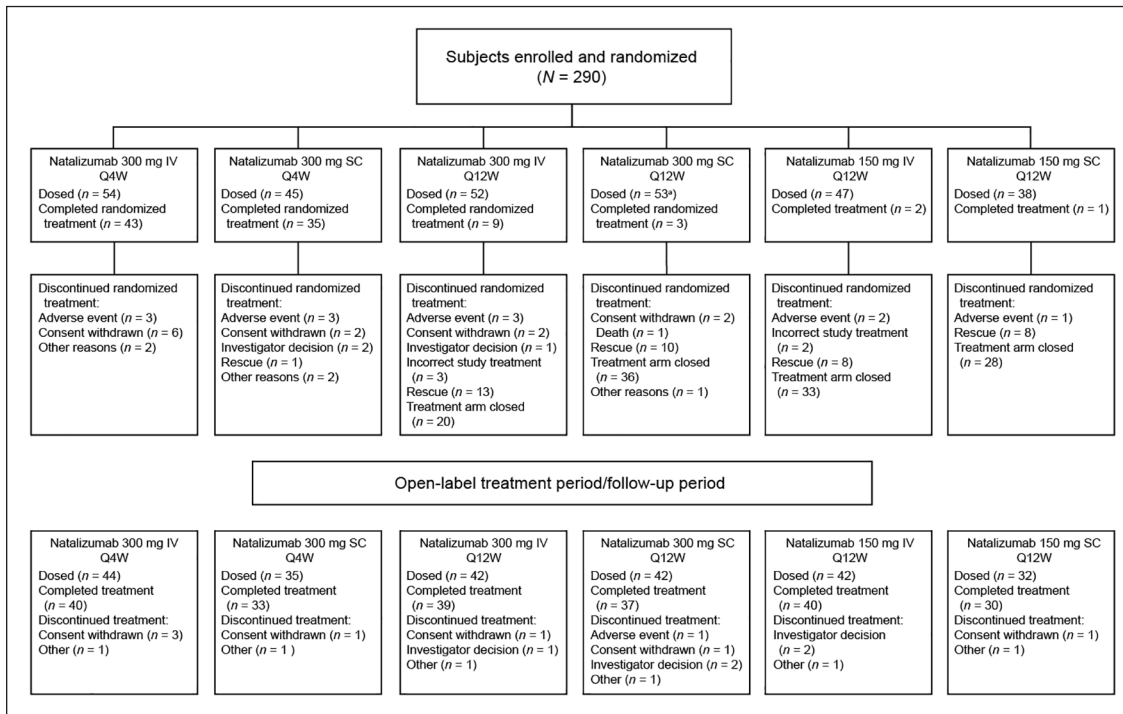 Subjects enrolled and randomized
(N = 290)
Natalizumab 300 mg IV
Q4W
Dosed (n = 54)
Completed randomized
treatment (n = 43)
Natalizumab 300 mg SC
Q4W
Dosed (n = 45)
Completed randomized
treatment (n = 35)
Natalizumab 300 mg IV
Q12W
Dosed (n = 52)
Completed randomized
treatment (n = 9)
Natalizumab 300 mg SC
Q12W
Dosed (n = 53ª)
Completed randomized
treatment (n = 3)
Natalizumab 150 mg IV
Q12W
Dosed (n = 47)
Completed treatment (n = 2)
Natalizumab 150 mg SC
Q12W
Dosed (n = 38)
Completed treatment (n = 1)
Discontinued randomized
treatment:
Adverse event (n = 3)
Consent withdrawn (n = 6)
Other reasons (n = 2)
Discontinued randomized
treatment:
Adverse event (n = 3)
Consent withdrawn (n = 2)
Investigator decision (n = 2)
Rescue (n = 1)
Other reasons (n = 2)
Discontinued randomized
treatment:
Adverse event (n = 3)
Consent withdrawn (n = 2)
Investigator decision (n = 1)
Incorrect study treatment
(n = 3)
Rescue (n = 13)
Treatment arm closed
(n = 20)
Discontinued randomized
treatment:
Consent withdrawn (n = 2)
Death (n = 1)
Rescue (n = 10)
Treatment arm closed
(n = 36)
Other reasons (n = 1)
Discontinued randomized
treatment:
Adverse event (n = 2)
Incorrect study treatment
(n = 2)
Rescue (n = 8)
Treatment arm closed
(n = 33)
Discontinued randomized
treatment:
Adverse event (n = 1)
Rescue (n = 8)
Treatment arm closed
(n = 28)
Open-label treatment period/follow-up period
Natalizumab 300 mg IV
Q4W
Dosed (n = 44)
Completed treatment
(n = 40)
Discontinued treatment:
Consent withdrawn (n = 3)
Other (n = 1)
Natalizumab 300 mg SC
Q4W
Dosed (n = 35)
Completed treatment
(n = 33)
Discontinued treatment:
Consent withdrawn (n = 1)
Other (n = 1 )
Natalizumab 300 mg IV
Q12W
Dosed (n = 42)
Completed treatment
(n = 39)
Discontinued treatment:
Consent withdrawn (n = 1)
Investigator decision (n = 1)
Other (n = 1)
Natalizumab 300 mg SC
Q12W
Dosed (n = 42)
Completed treatment
(n = 37)
Discontinued treatment:
Adverse event (n = 1)
Consent withdrawn (n = 1)
Investigator decision (n = 2)
Other (n = 1)
Natalizumab 150 mg IV
Q12W
Dosed (n = 42)
Completed treatment
(n = 40)
Discontinued treatment:
Investigator decision
(n = 2)
Other (n = 1)
Natalizumab 150 mg SC
Q12W
Dosed (n = 32)
Completed treatment
(n = 30)
Discontinued treatment:
Consent withdrawn (n = 1)
Other (n = 1)